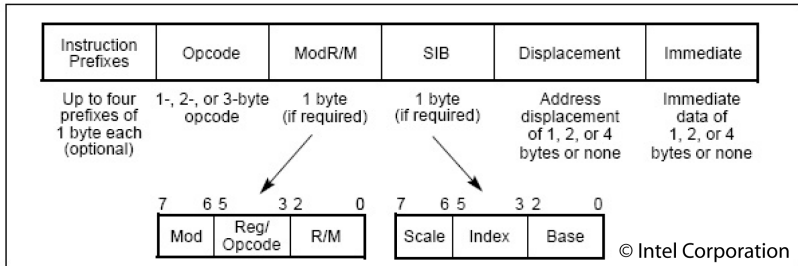 Instruction Prefixes
Opcode
ModR/M
SIB
Displacement
Immediate
Up to four prefixes of 1 byte each (optional)
1-, 2-, or 3-byte opcode
1 byte (if required)
1 byte (if required)
Address displacement of 1, 2, or 4 bytes or none
Immediate data of 1, 2, or 4 bytes or none
7 6 5 3 2 0
Mod
Reg/Opcode
R/M
7 6 5 3 2 0
Scale
Index
Base
© Intel Corporation